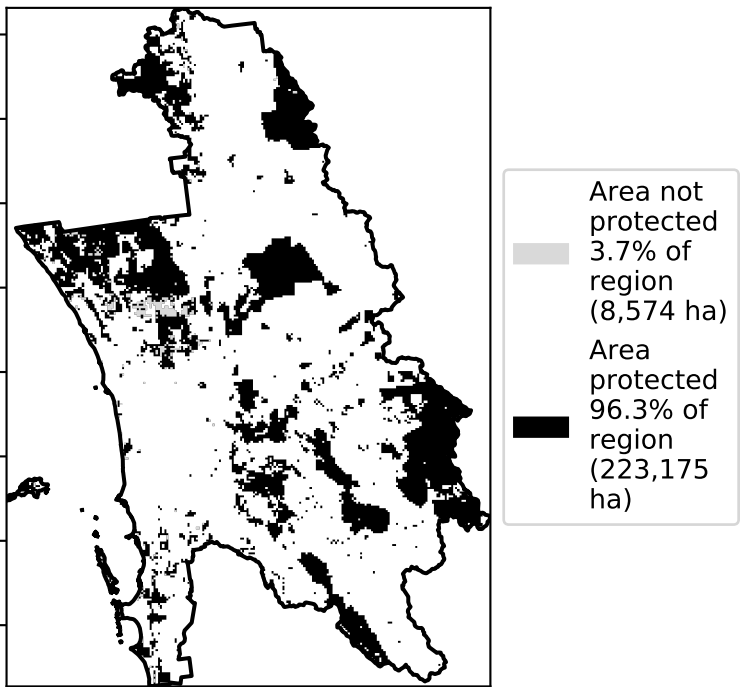 Area not
protected
3.7% of
region
(8,574 ha)
Area
protected
96.3% of
region
(223,175
ha)